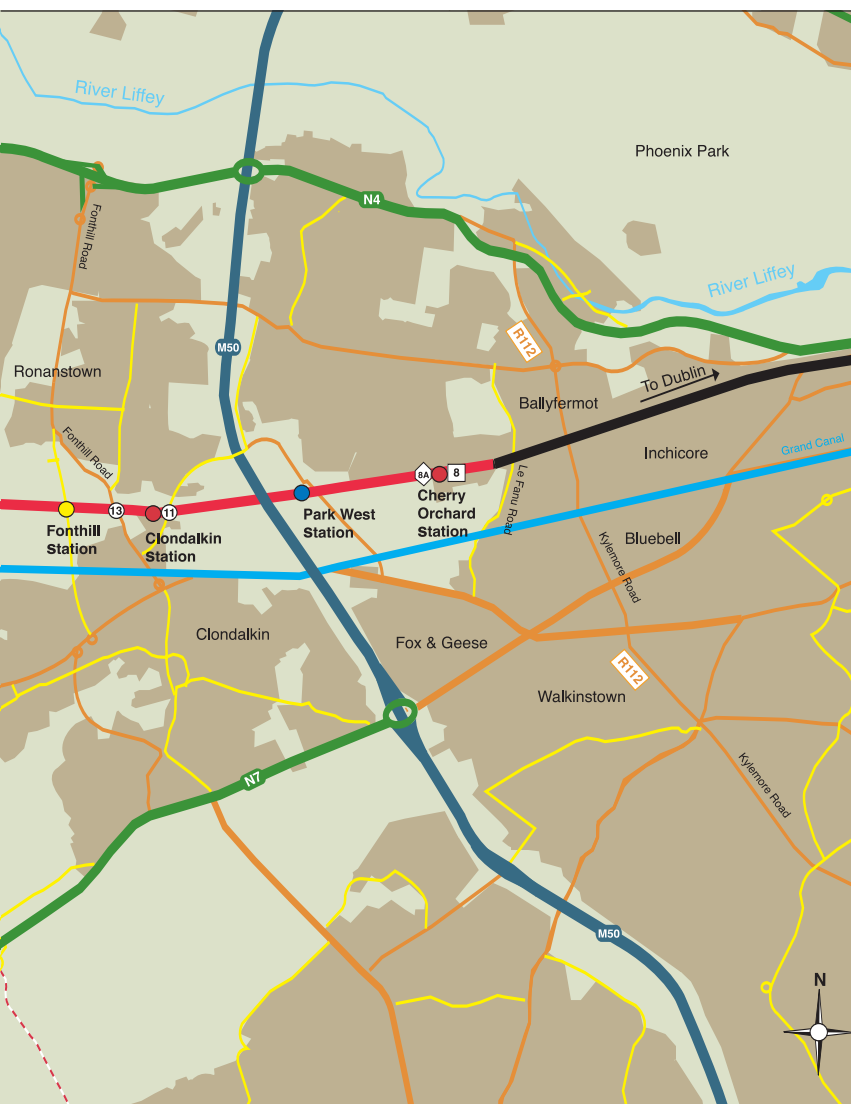 River Liffey
Phoenix Park
N4
Fonthill Road
River Liffey
R112
M50
Ronanstown
To Dublin
Ballyfermot
Fonthill Road
Inchicore
Grand Canal
8A
8
Le Fanu Road
Cherry
Orchard
Station
13
11
Park West
Station
Fonthill
Station
Clondalkin
Station
Kylemore Road
Bluebell
Clondalkin
Fox & Geese
R112
Walkinstown
N7
Kylemore Road
M50
N